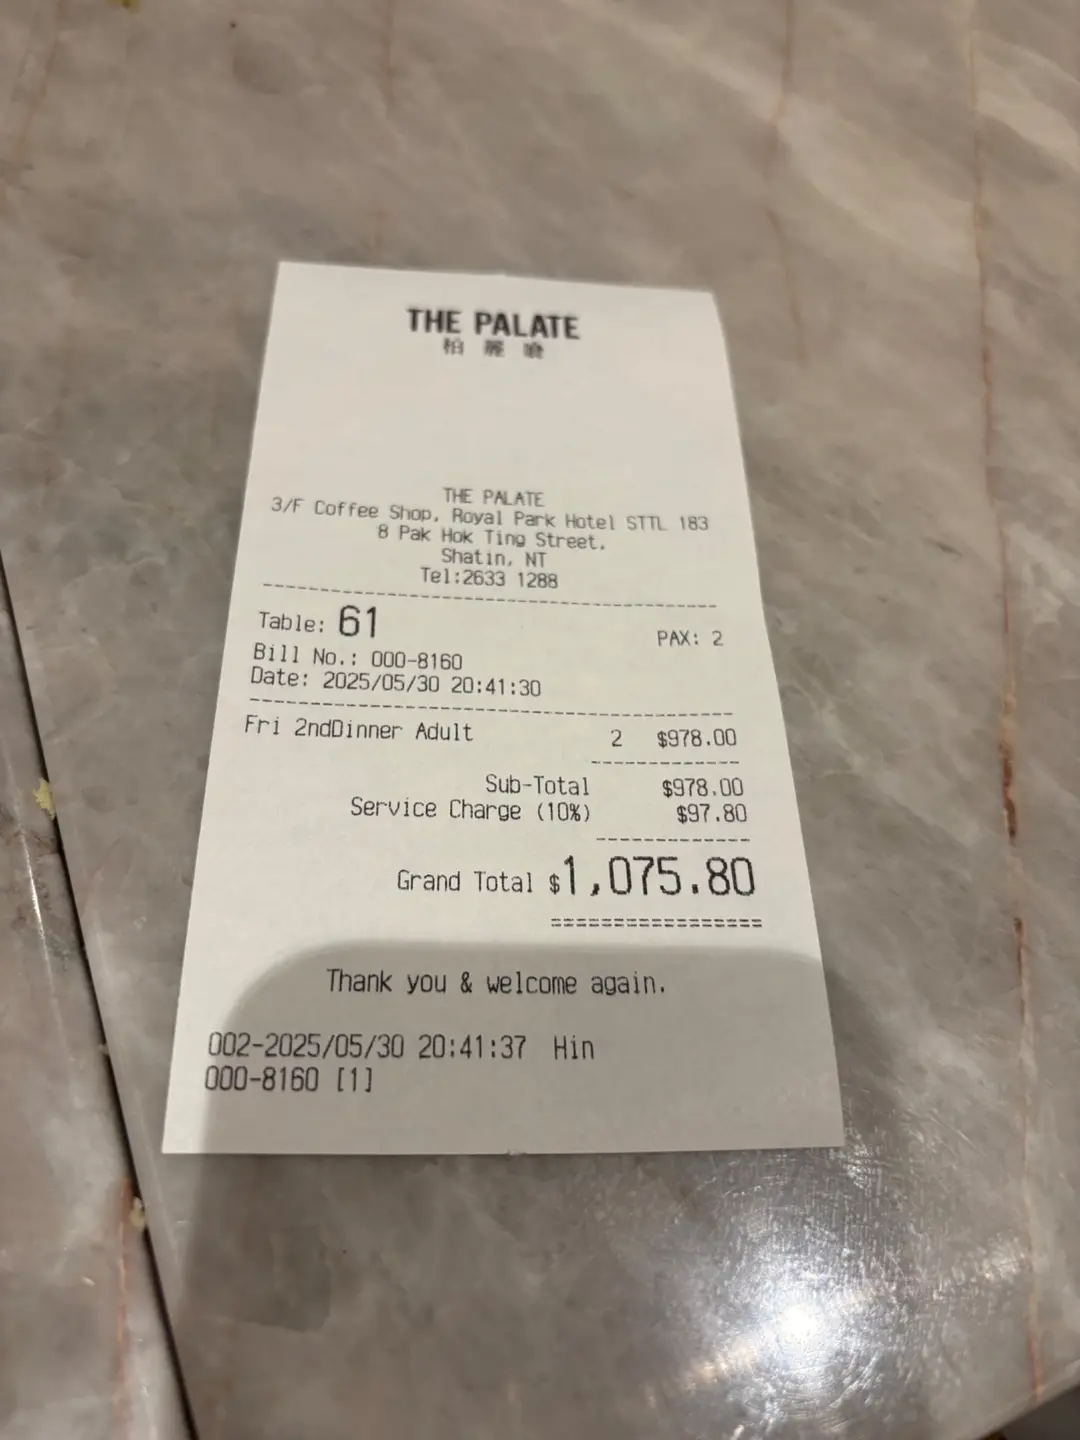 THE PALATE
柏 麗 廳
THE PALATE
3/F Coffee Shop, Royal Park Hotel STTL 183
8 Pak Hok Ting Street,
Shatin, NT
Tel:2633 1288
Table: 61 PAX: 2
Bill No.: 000-8160
Date: 2025/05/30 20:41:30
Fri 2ndDinner Adult 2 $978.00
Sub-Total $978.00
Service Charge (10%) $97.80
Grand Total $1,075.80
Thank you & welcome again.
002-2025/05/30 20:41:37 Hin
000-8160 [1]